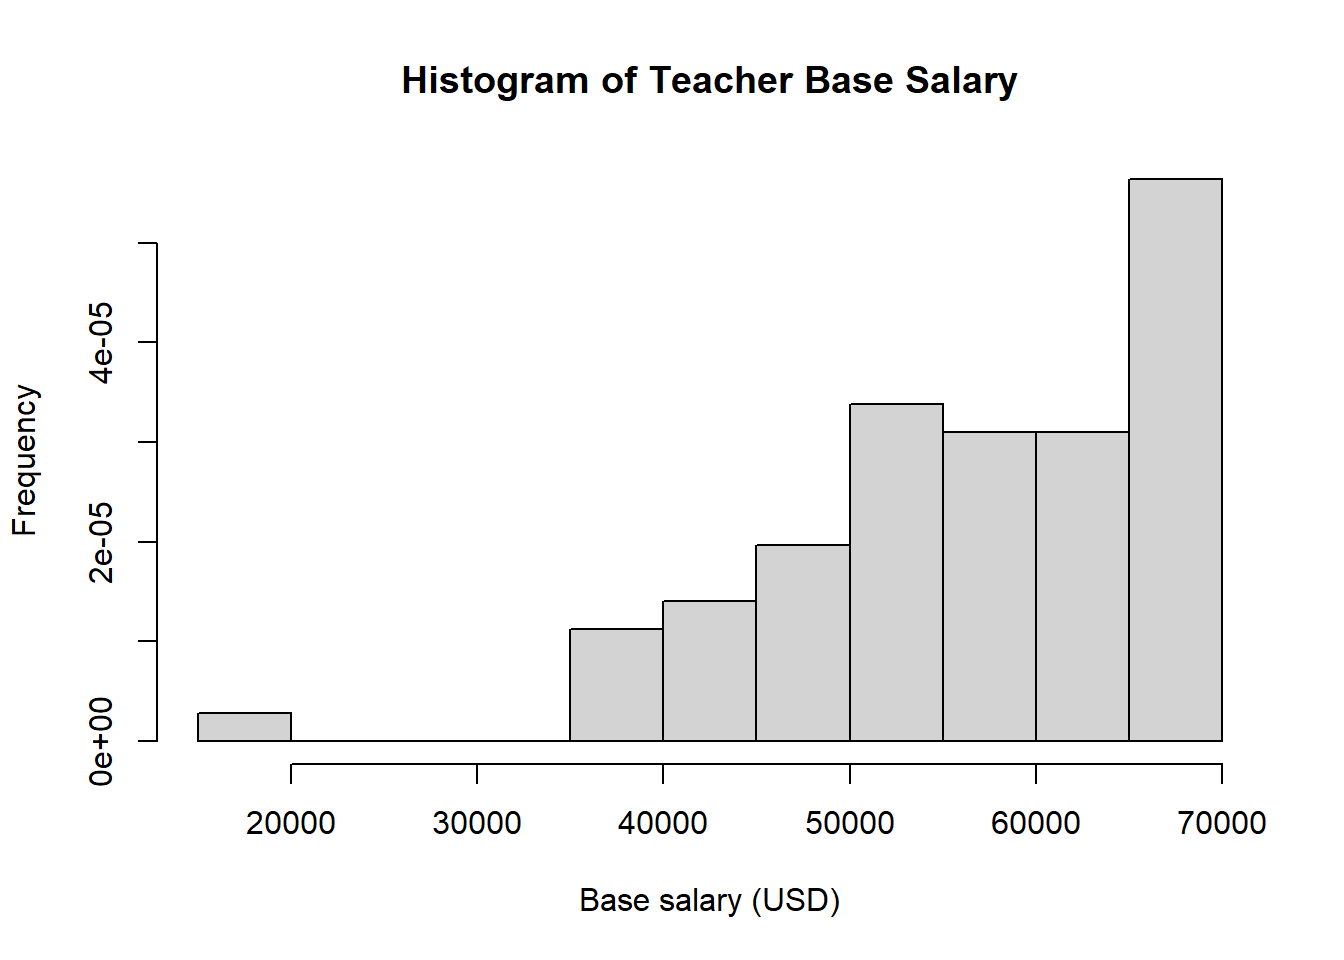 Histogram of Teacher Base Salary
Frequency
4e-05
2e-05
0e+00
20000 30000 40000 50000 60000 70000
Base salary (USD)